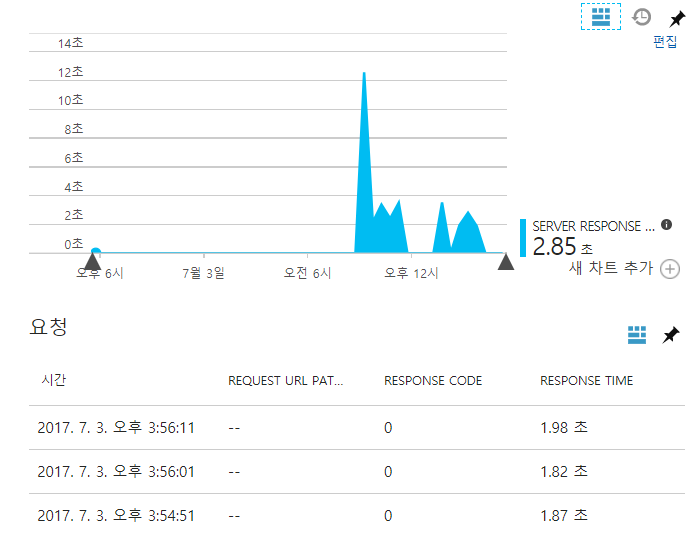 편집
14초
12초
10초
8초
6초
4초
2초
0초
오후 6시 7월 3일 오전 6시 오후 12시
SERVER RESPONSE ...
2.85 초
새 차트 추가
요청
시간 REQUEST URL PAT... RESPONSE CODE RESPONSE TIME
2017. 7. 3. 오후 3:56:11 -- 0 1.98 초
2017. 7. 3. 오후 3:56:01 -- 0 1.82 초
2017. 7. 3. 오후 3:54:51 -- 0 1.87 초